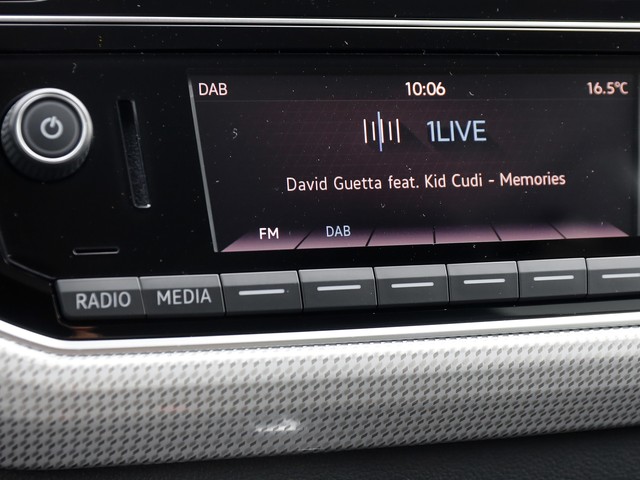 DAB 10:06 16.5°C
1LIVE
David Guetta feat. Kid Cudi - Memories
FM DAB
RADIO MEDIA